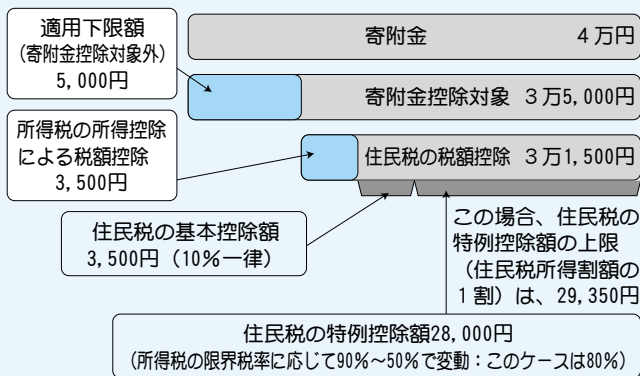 適用下限額
（寄附金控除対象外）
5,000円
寄附金 4万円
寄附金控除対象 3万5,000円
所得税の所得控除
による税額控除
3,500円
住民税の税額控除 3万1,500円
住民税の基本控除額
3,500円（10％一律）
この場合、住民税の
特例控除額の上限
（住民税所得割額の
1割）は、29,350円
住民税の特例控除額28,000円
（所得税の限界税率に応じて90％～50％で変動：このケースは80％）